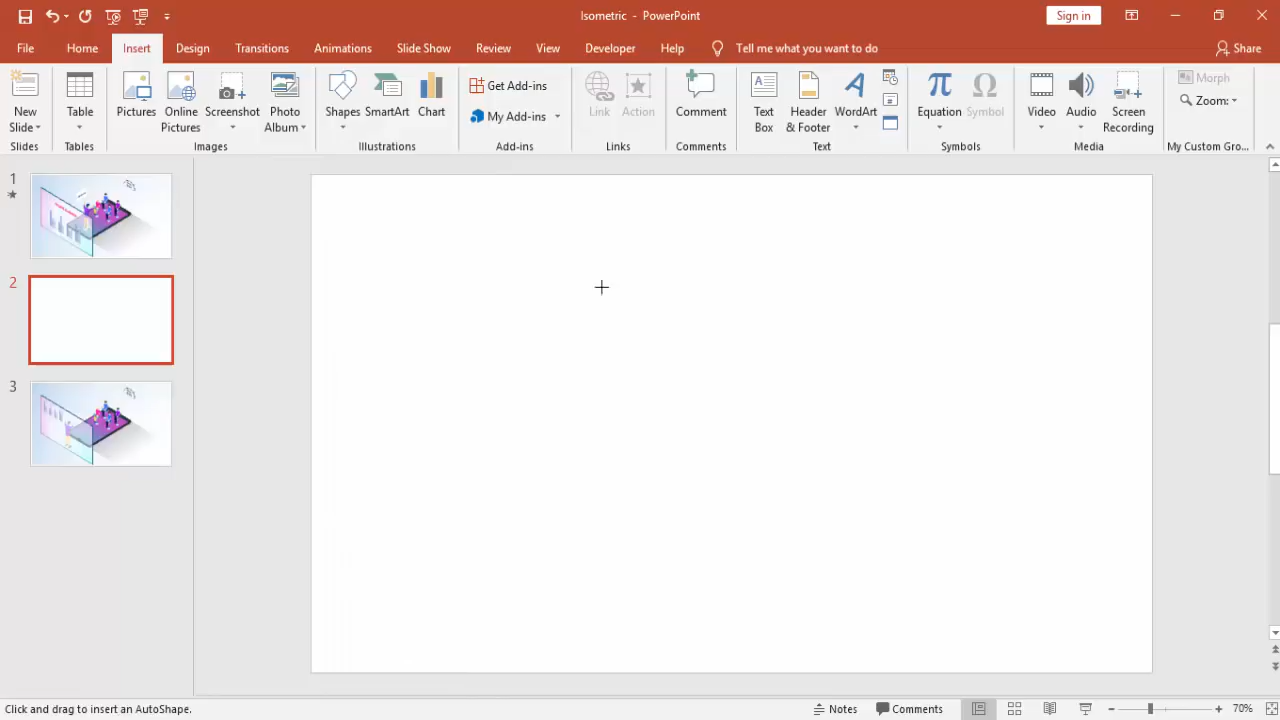 Isometric - PowerPoint
Sign in
File Home Insert Design Transitions Animations Slide Show Review View Developer Help Tell me what you want to do Share
New Slide
Table
Pictures
Online Pictures
Screenshot
Photo Album
Shapes
SmartArt
Chart
Get Add-ins
My Add-ins
Link
Action
Comment
Text Box
Header & Footer
WordArt
Equation
Symbol
Video
Audio
Screen Recording
Morph
Zoom:
Slides Tables Images Illustrations Add-ins Links Comments Text Symbols Media My Custom Gro...
1
2
3
Click and drag to insert an AutoShape.
Notes Comments 70%